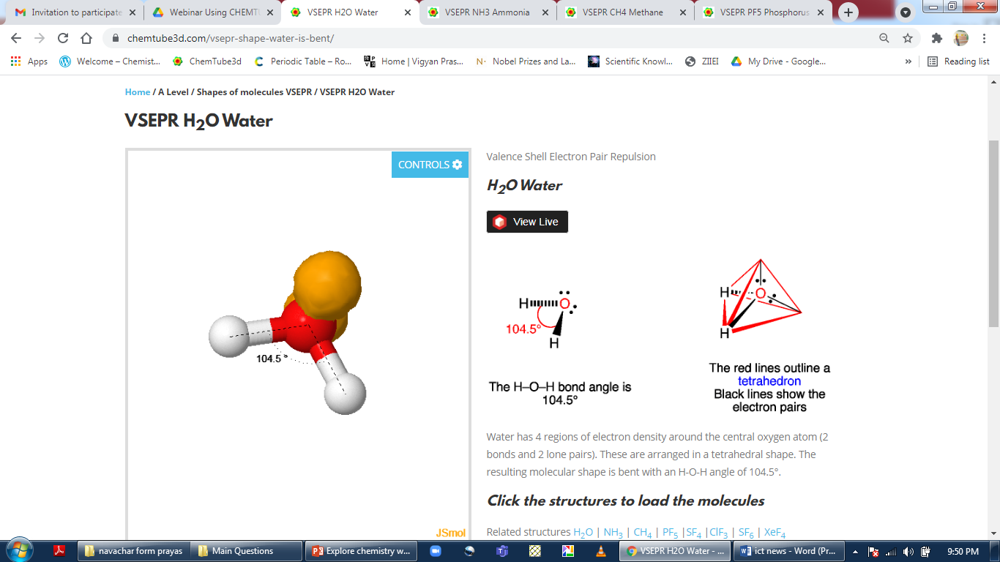 Invitation to participate
Webinar Using CHEMT
VSEPR H2O Water
VSEPR NH3 Ammonia
VSEPR CH4 Methane
VSEPR PF5 Phosphorus
chemtube3d.com/vsepr-shape-water-is-bent/
Apps
Welcome – Chemist...
ChemTube3d
Periodic Table – Ro...
Home | Vigyan Pras...
Nobel Prizes and La...
Scientific Knowl...
ZIIEI
My Drive - Google...
»
Reading list
Home / A Level / Shapes of molecules VSEPR / VSEPR H2O Water
VSEPR H₂O Water
CONTROLS
104.5 °
JSmol
Valence Shell Electron Pair Repulsion
H₂O Water
View Live
H O
104.5°
H
The H–O–H bond angle is
104.5°
H O
H
The red lines outline a
tetrahedron
Black lines show the
electron pairs
Water has 4 regions of electron density around the central oxygen atom (2
bonds and 2 lone pairs). These are arranged in a tetrahedral shape. The
resulting molecular shape is bent with an H-O-H angle of 104.5°.
Click the structures to load the molecules
Related structures H₂O | NH₃ | CH₄ | PF₅ |SF₄ |ClF₃ | SF₆ | XeF₄
navachar form prayas
Main Questions
Explore chemistry w...
VSEPR H2O Water - ...
ict news - Word (Pr...
9:50 PM